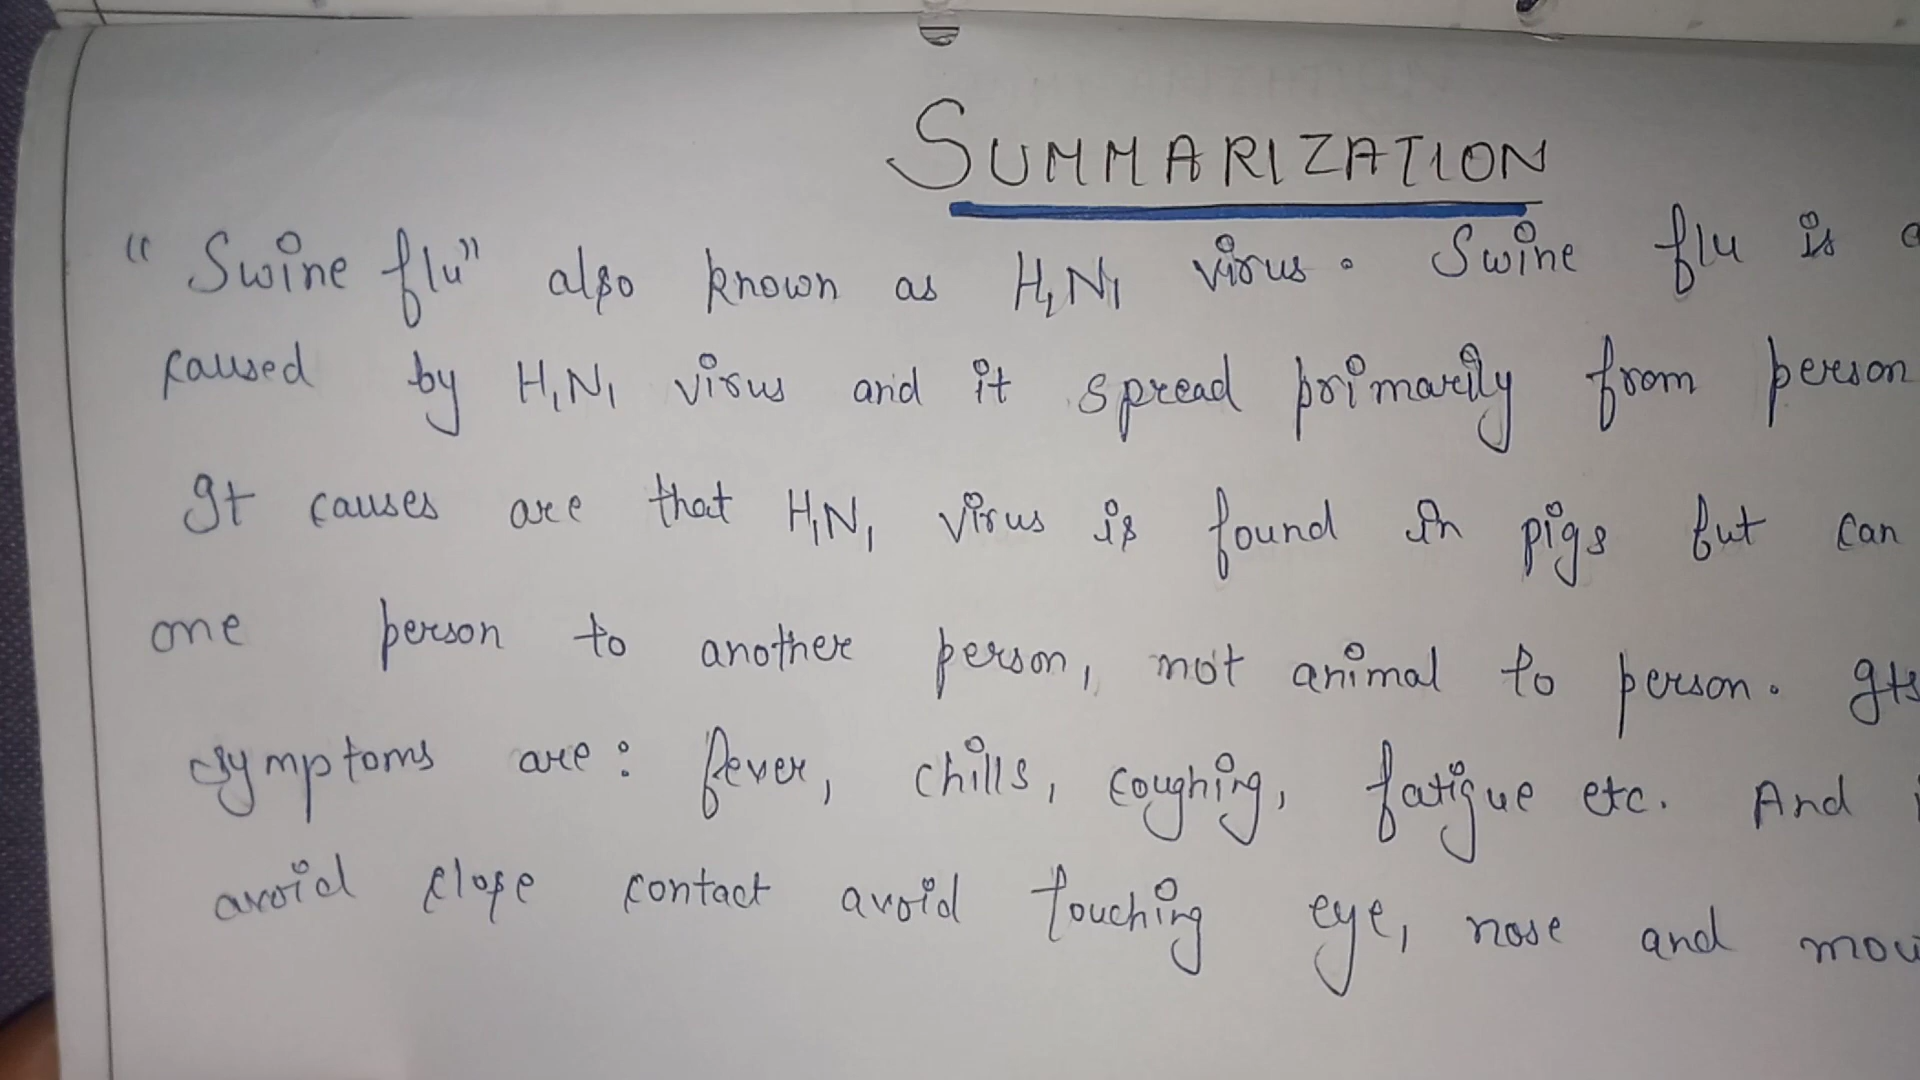 SUMMARIZATION
"Swine flu" also known as H1N1 virus. Swine flu is
caused by H1N1 virus and it spread primarily from person
It causes are that H1N1 virus is found in pigs but can
one person to another person, not animal to person. Its
symptoms are: fever, chills, coughing, fatigue etc. And
avoid close contact avoid touching eye, nose and mou